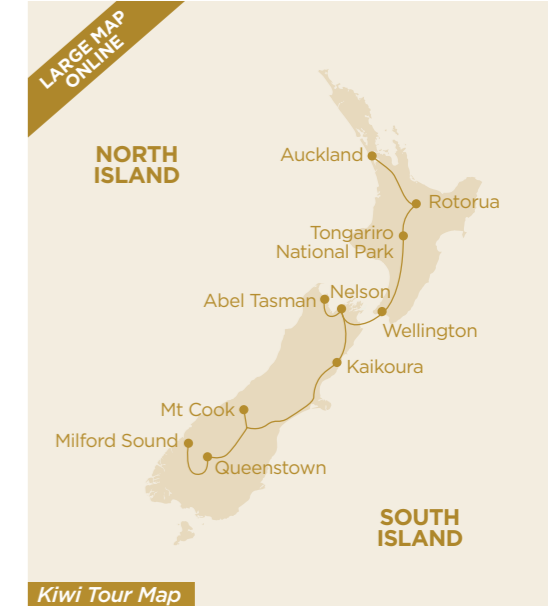 LARGE MAP
ONLINE
NORTH
ISLAND
Auckland
Rotorua
Tongariro
National Park
Nelson
Abel Tasman
Wellington
Kaikoura
Mt Cook
Milford Sound
Queenstown
SOUTH
ISLAND
Kiwi Tour Map